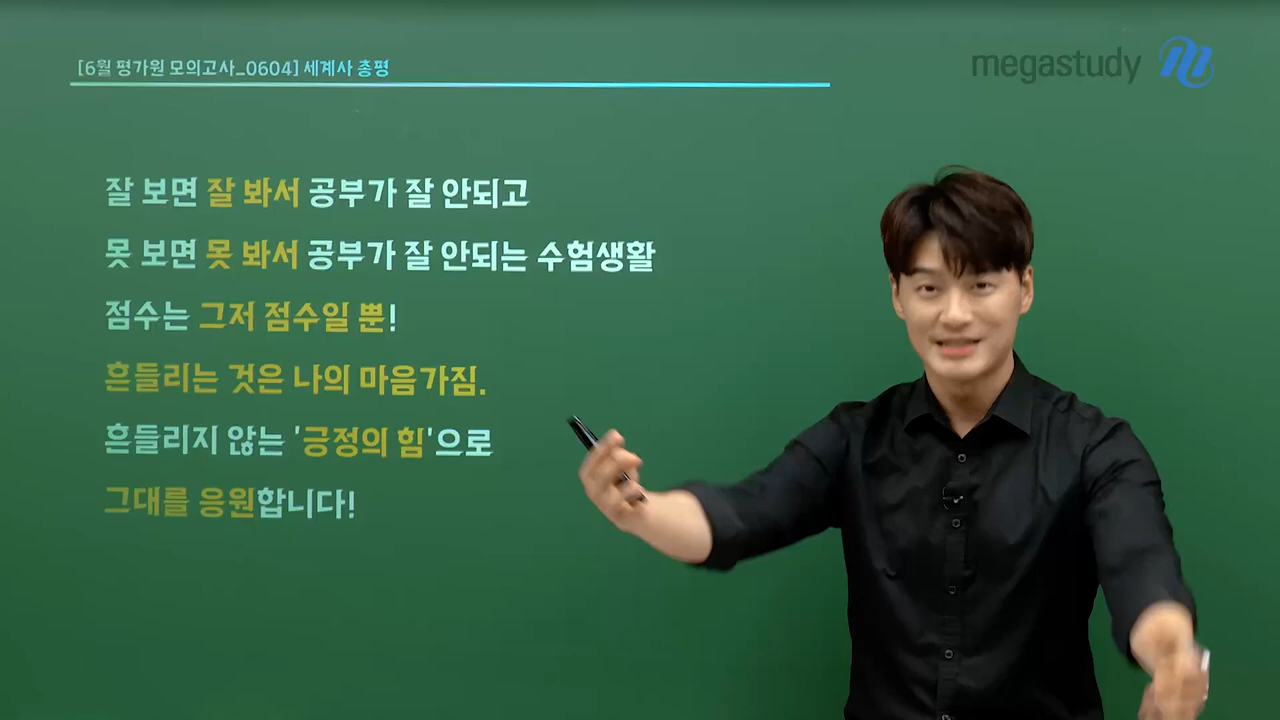 [6월 평가원 모의고사_0604] 세계사 총평
megastudy
잘 보면 잘 봐서 공부가 잘 안되고
못 보면 못 봐서 공부가 잘 안되는 수험생활
점수는 그저 점수일 뿐!
흔들리는 것은 나의 마음가짐.
흔들리지 않는 '긍정의 힘'으로
그대를 응원합니다!